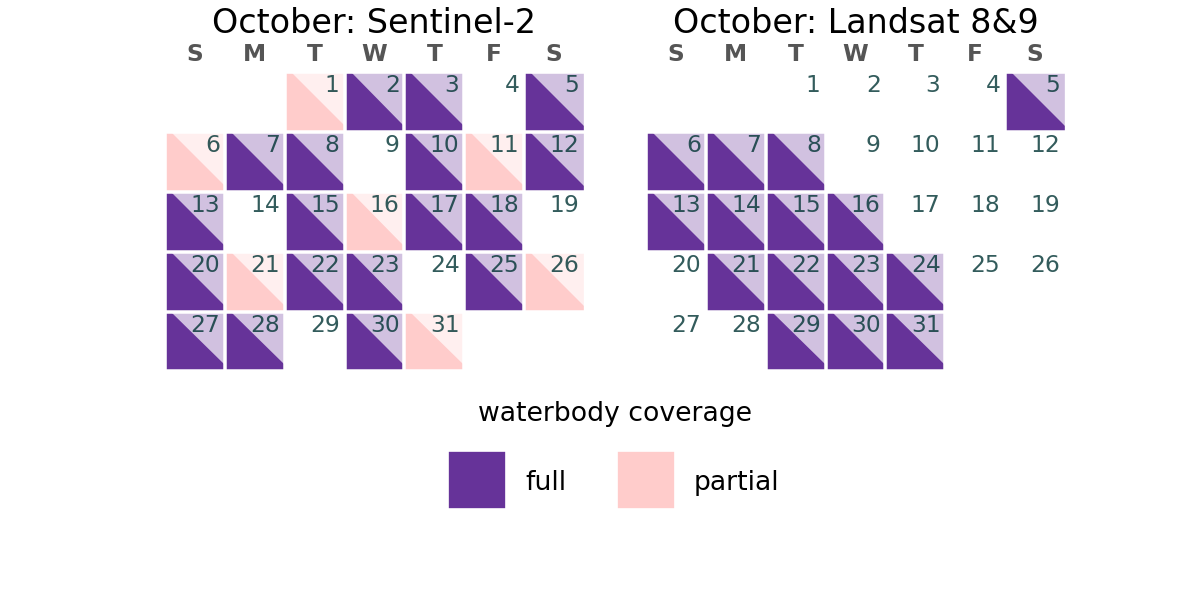 October: Sentinel-2
S M T W T F S
1 2 3 4 5
6 7 8 9 10 11 12
13 14 15 16 17 18 19
20 21 22 23 24 25 26
27 28 29 30 31
October: Landsat 8&9
S M T W T F S
1 2 3 4 5
6 7 8 9 10 11 12
13 14 15 16 17 18 19
20 21 22 23 24 25 26
27 28 29 30 31
waterbody coverage
full partial